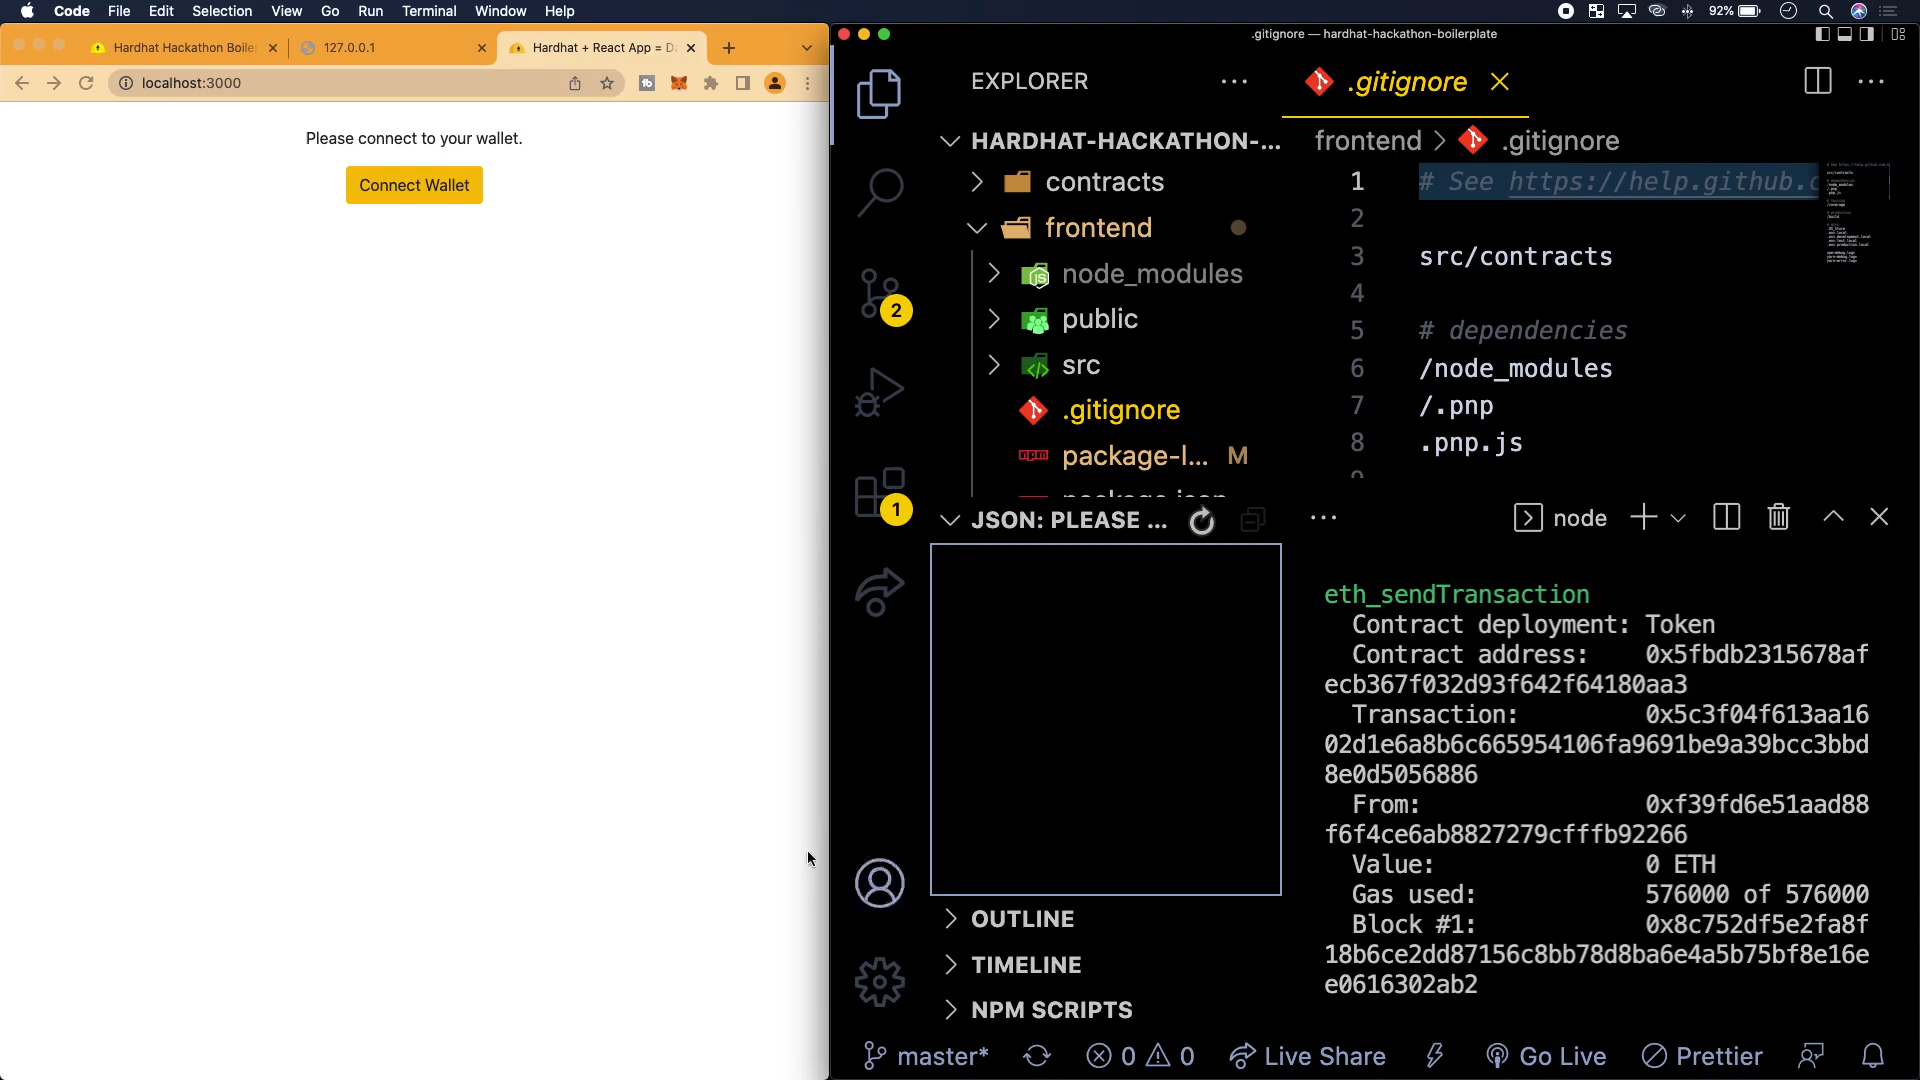 Code File Edit Selection View Go Run Terminal Window Help 92%
Hardhat Hackathon Boiler 127.0.0.1 Hardhat + React App = D
localhost:3000
Please connect to your wallet.
Connect Wallet
.gitignore — hardhat-hackathon-boilerplate
EXPLORER
.gitignore
HARDHAT-HACKATHON-...
frontend > .gitignore
contracts
frontend
node_modules
public
src
.gitignore
package-l... M
package.json
1 # See https://help.github.c
2
3 src/contracts
4
5 # dependencies
6 /node_modules
7 /.pnp
8 .pnp.js
9
2
1
JSON: PLEASE ...
node
OUTLINE
TIMELINE
NPM SCRIPTS
eth_sendTransaction
Contract deployment: Token
Contract address: 0x5fbdb2315678af
ecb367f032d93f642f64180aa3
Transaction: 0x5c3f04f613aa16
02d1e6a8b6c665954106fa9691be9a39bcc3bbd
8e0d5056886
From: 0xf39fd6e51aad88
f6f4ce6ab8827279cfffb92266
Value: 0 ETH
Gas used: 576000 of 576000
Block #1: 0x8c752df5e2fa8f
18b6ce2dd87156c8bb78d8ba6e4a5b75bf8e16e
e0616302ab2
master* 0 0 Live Share Go Live Prettier